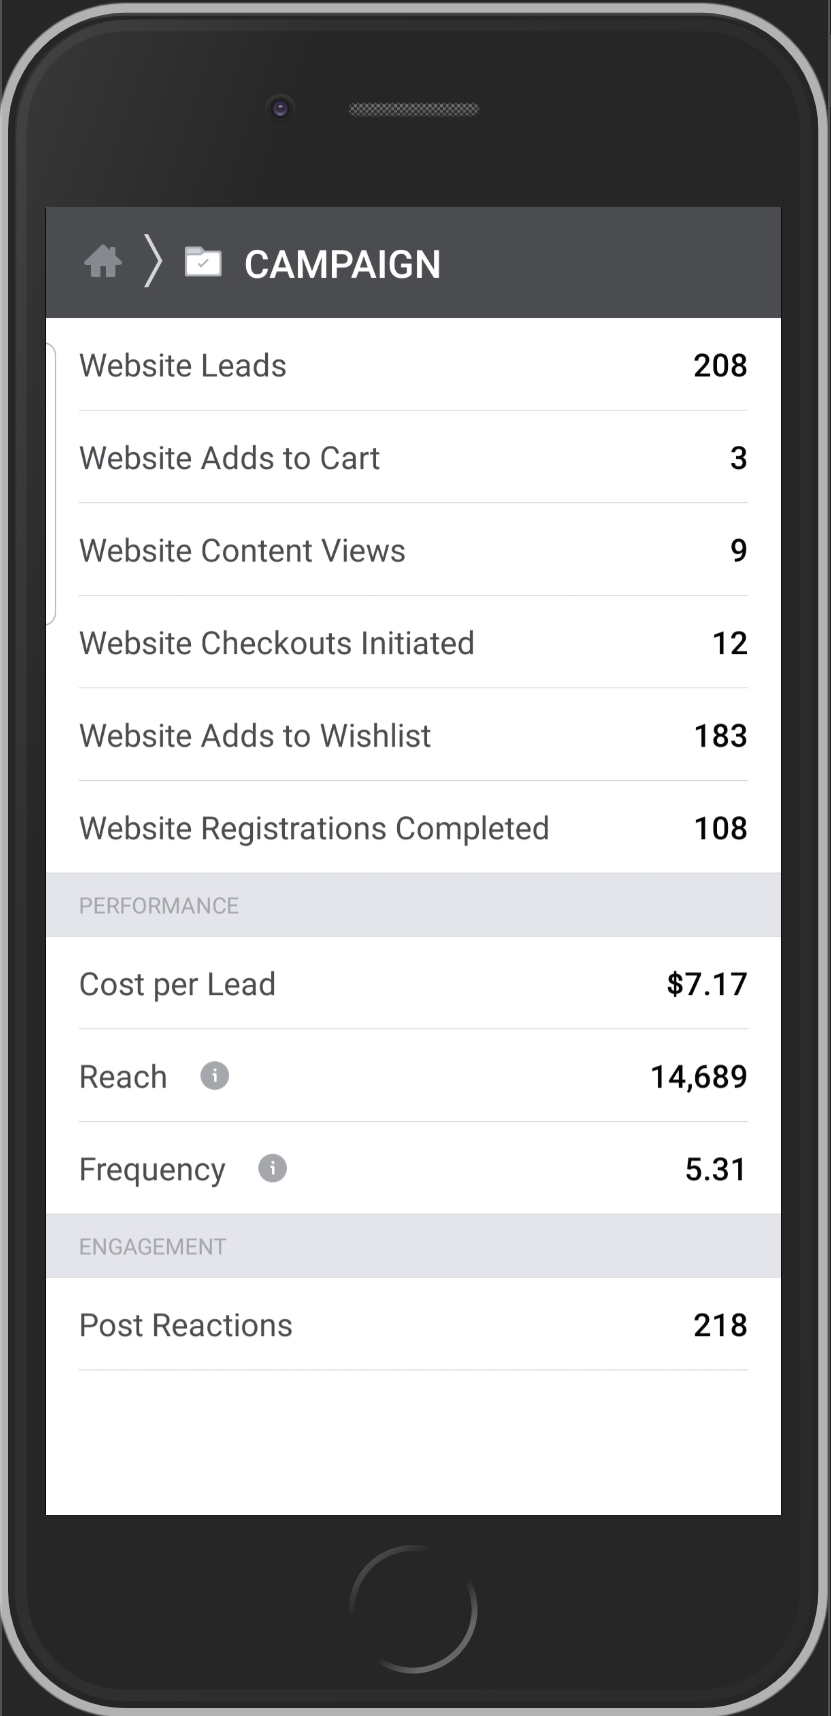 CAMPAIGN
Website Leads 208
Website Adds to Cart 3
Website Content Views 9
Website Checkouts Initiated 12
Website Adds to Wishlist 183
Website Registrations Completed 108
PERFORMANCE
Cost per Lead $7.17
Reach i 14,689
Frequency i 5.31
ENGAGEMENT
Post Reactions 218